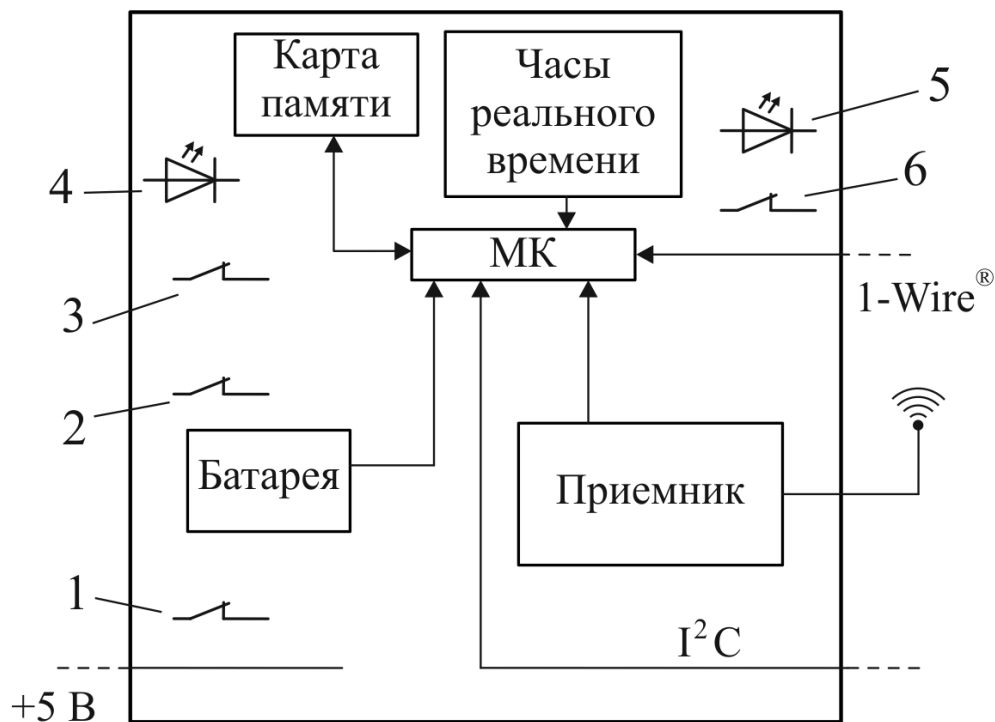 Карта
памяти
Часы
реального
времени
5
4
6
МК
3
1-Wire®
2
Батарея
Приемник
1
I²C
+5 В